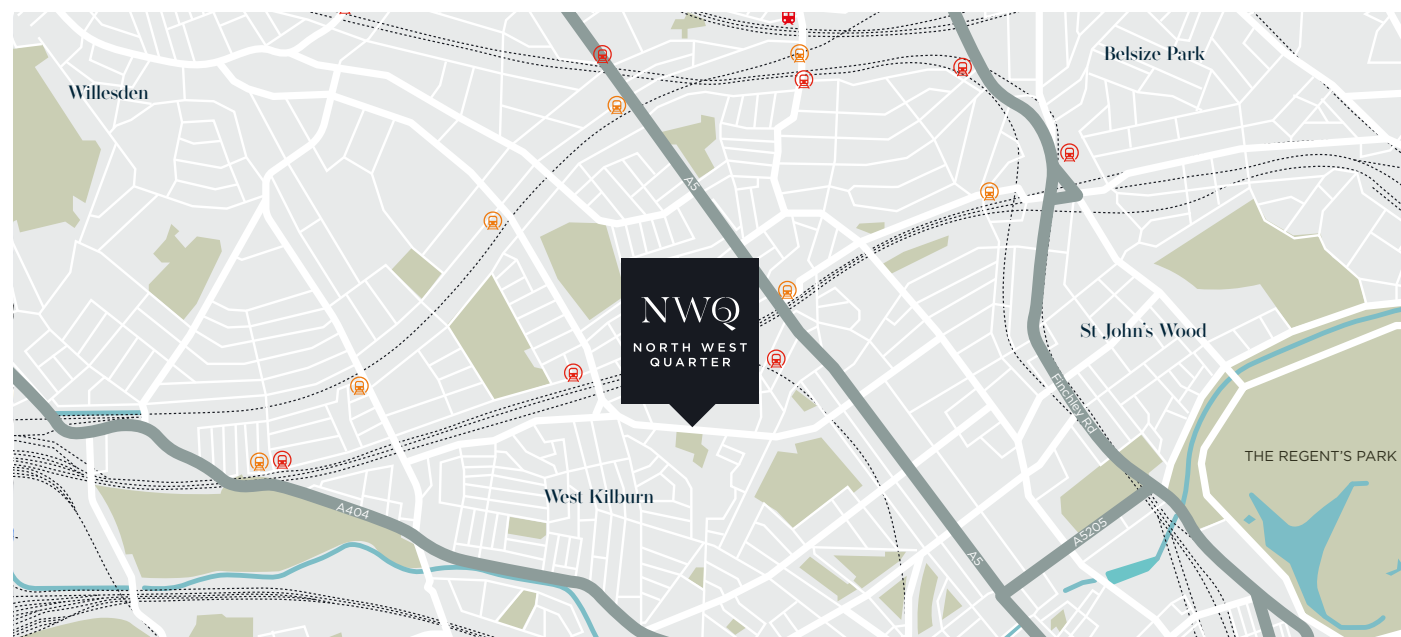 Belsize Park
Willesden
A5
NWQ
NORTH WEST
QUARTER
St John's Wood
Finchley Rd
THE REGENT'S PARK
West Kilburn
A404
A5205
A5